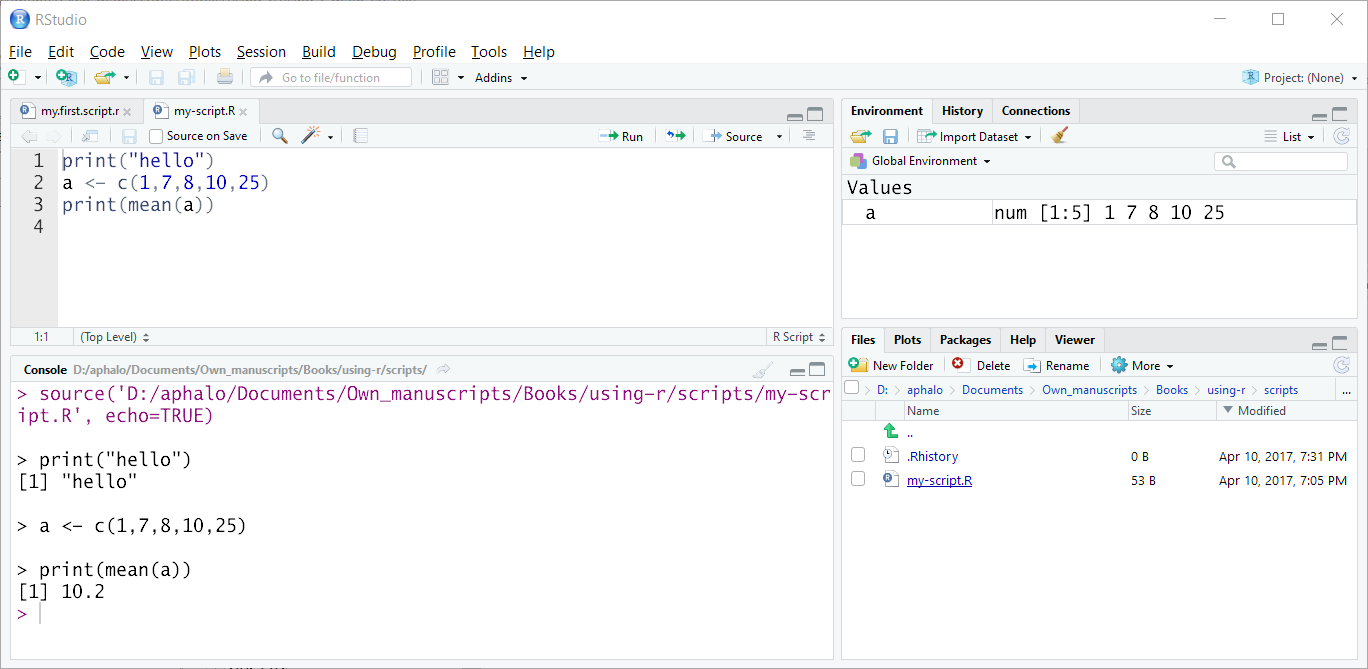 RStudio
File Edit Code View Plots Session Build Debug Profile Tools Help
Go to file/function Addins Project: (None)
my.first.script.r my-script.R
Source on Save Run Source
1 print("hello")
2 a <- c(1,7,8,10,25)
3 print(mean(a))
4
1:1 (Top Level) R Script
Console D:/aphalo/Documents/Own_manuscripts/Books/using-r/scripts/
> source('D:/aphalo/Documents/Own_manuscripts/Books/using-r/scripts/my-scr
ipt.R', echo=TRUE)
> print("hello")
[1] "hello"
> a <- c(1,7,8,10,25)
> print(mean(a))
[1] 10.2
>
Environment History Connections
Import Dataset List
Global Environment
Values
a num [1:5] 1 7 8 10 25
Files Plots Packages Help Viewer
New Folder Delete Rename More
D: aphalo Documents Own_manuscripts Books using-r scripts ...
Name Size Modified
..
.Rhistory 0 B Apr 10, 2017, 7:31 PM
my-script.R 53 B Apr 10, 2017, 7:05 PM